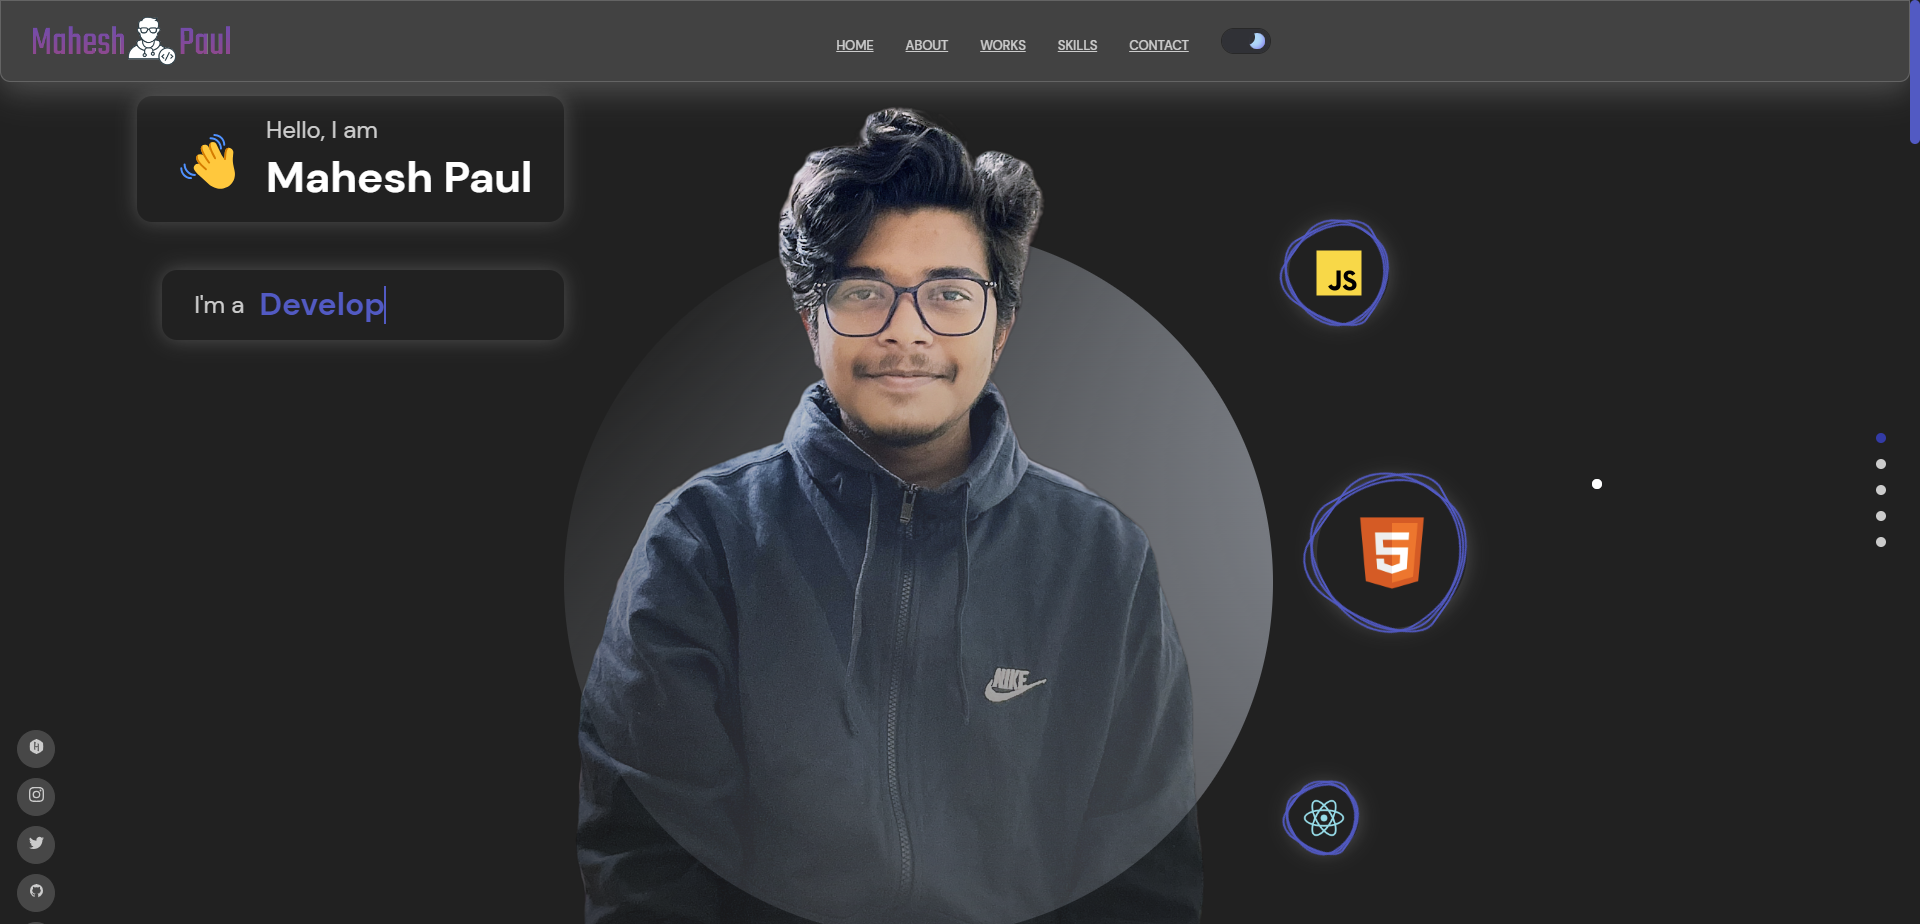 Mahesh Paul
HOME ABOUT WORKS SKILLS CONTACT
Hello, I am
Mahesh Paul
I'm a Develop
JS
5
NIKE